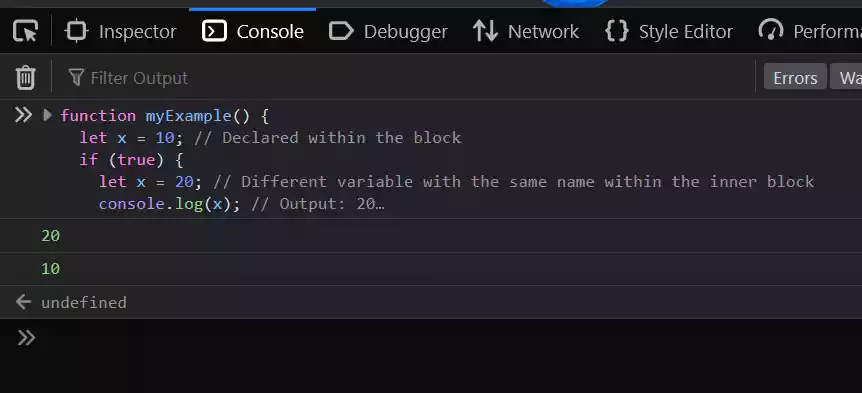 Inspector Console Debugger Network {} Style Editor Performa
Filter Output Errors Wa
function myExample() {
let x = 10; // Declared within the block
if (true) {
let x = 20; // Different variable with the same name within the inner block
console.log(x); // Output: 20…
20
10
undefined